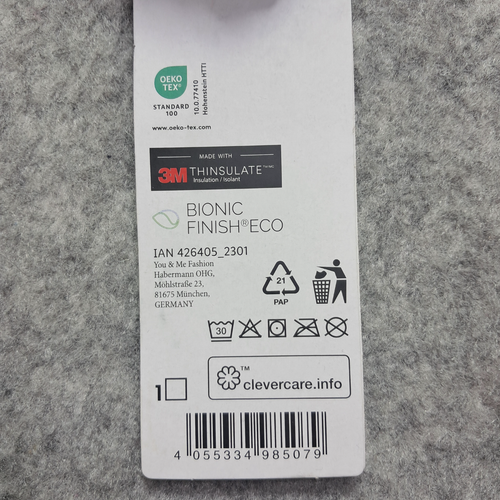 OEKO
TEX®
STANDARD
100
10.0.77410
Hohenstein HTTI
www.oeko-tex.com
MADE WITH
3M THINSULATE
Insulation / Isolant
BIONIC
FINISH®ECO
IAN 426405_2301
You & Me Fashion
Habermann OHG,
Möhlstraße 23,
81675 München,
GERMANY
21
PAP
30
TM
clevercare.info
1
4 055334 985079